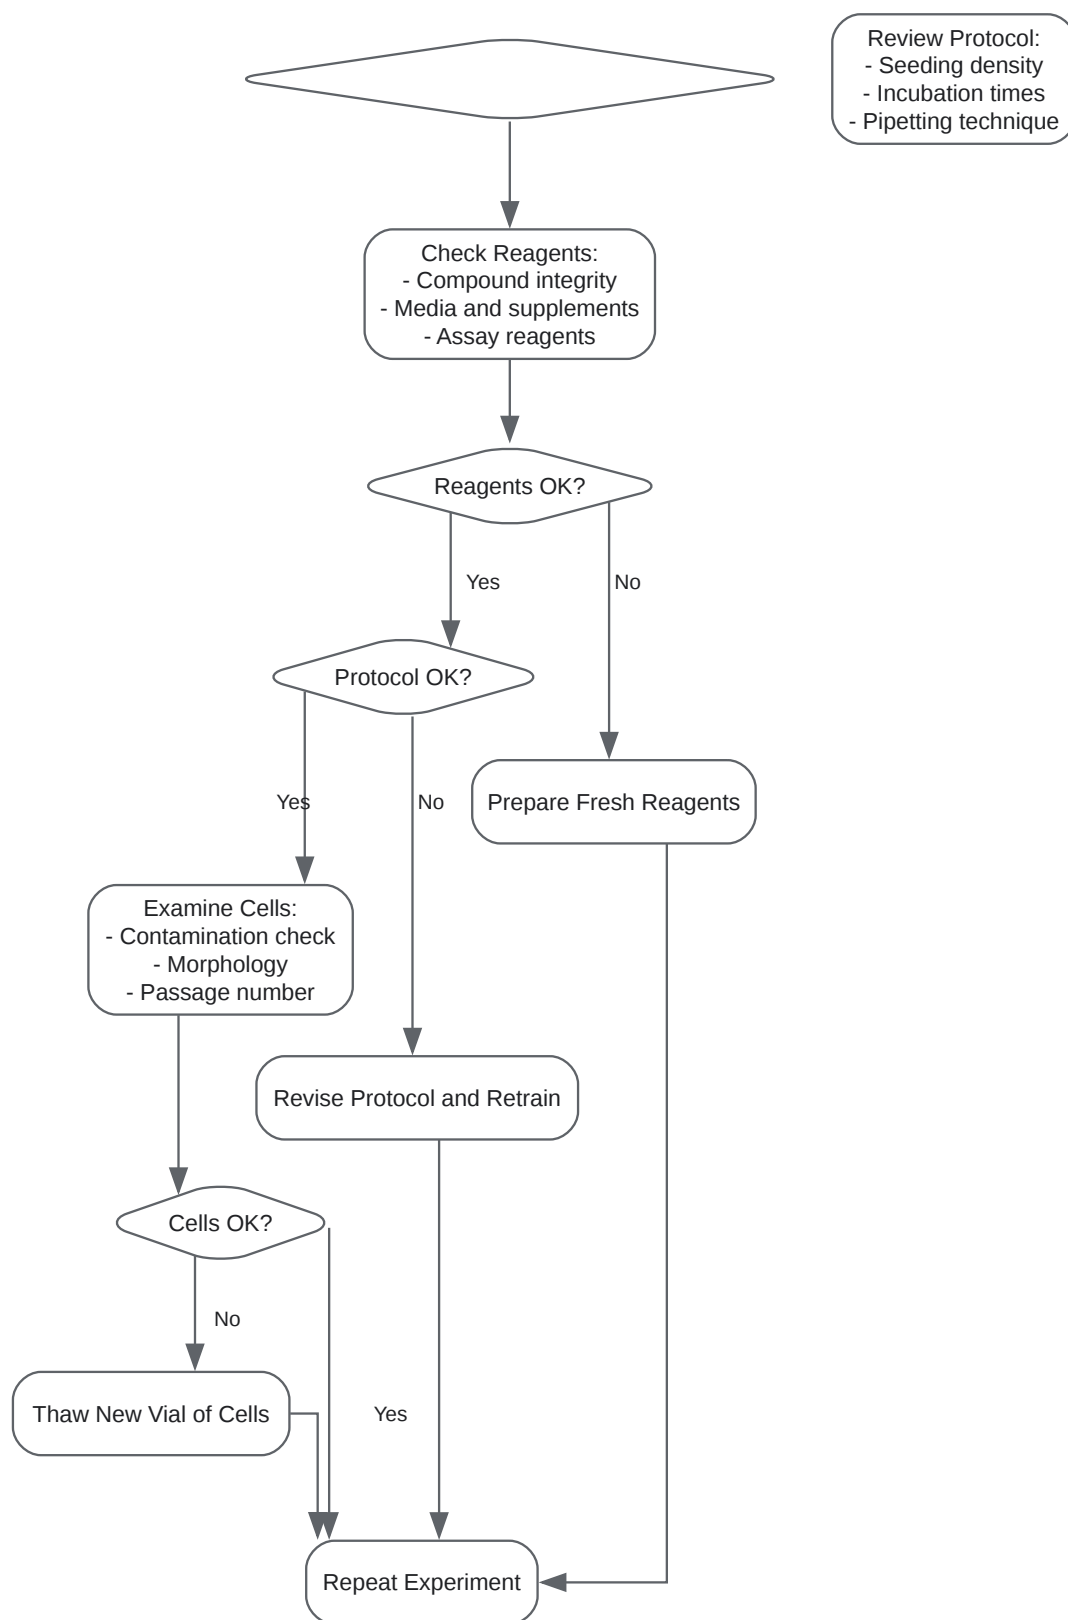 Review Protocol:
- Seeding density
- Incubation times
- Pipetting technique
Check Reagents:
- Compound integrity
- Media and supplements
- Assay reagents
Reagents OK?
Yes
No
Protocol OK?
Yes
No
Prepare Fresh Reagents
Examine Cells:
- Contamination check
- Morphology
- Passage number
Revise Protocol and Retrain
Cells OK?
No
Thaw New Vial of Cells
Yes
Repeat Experiment